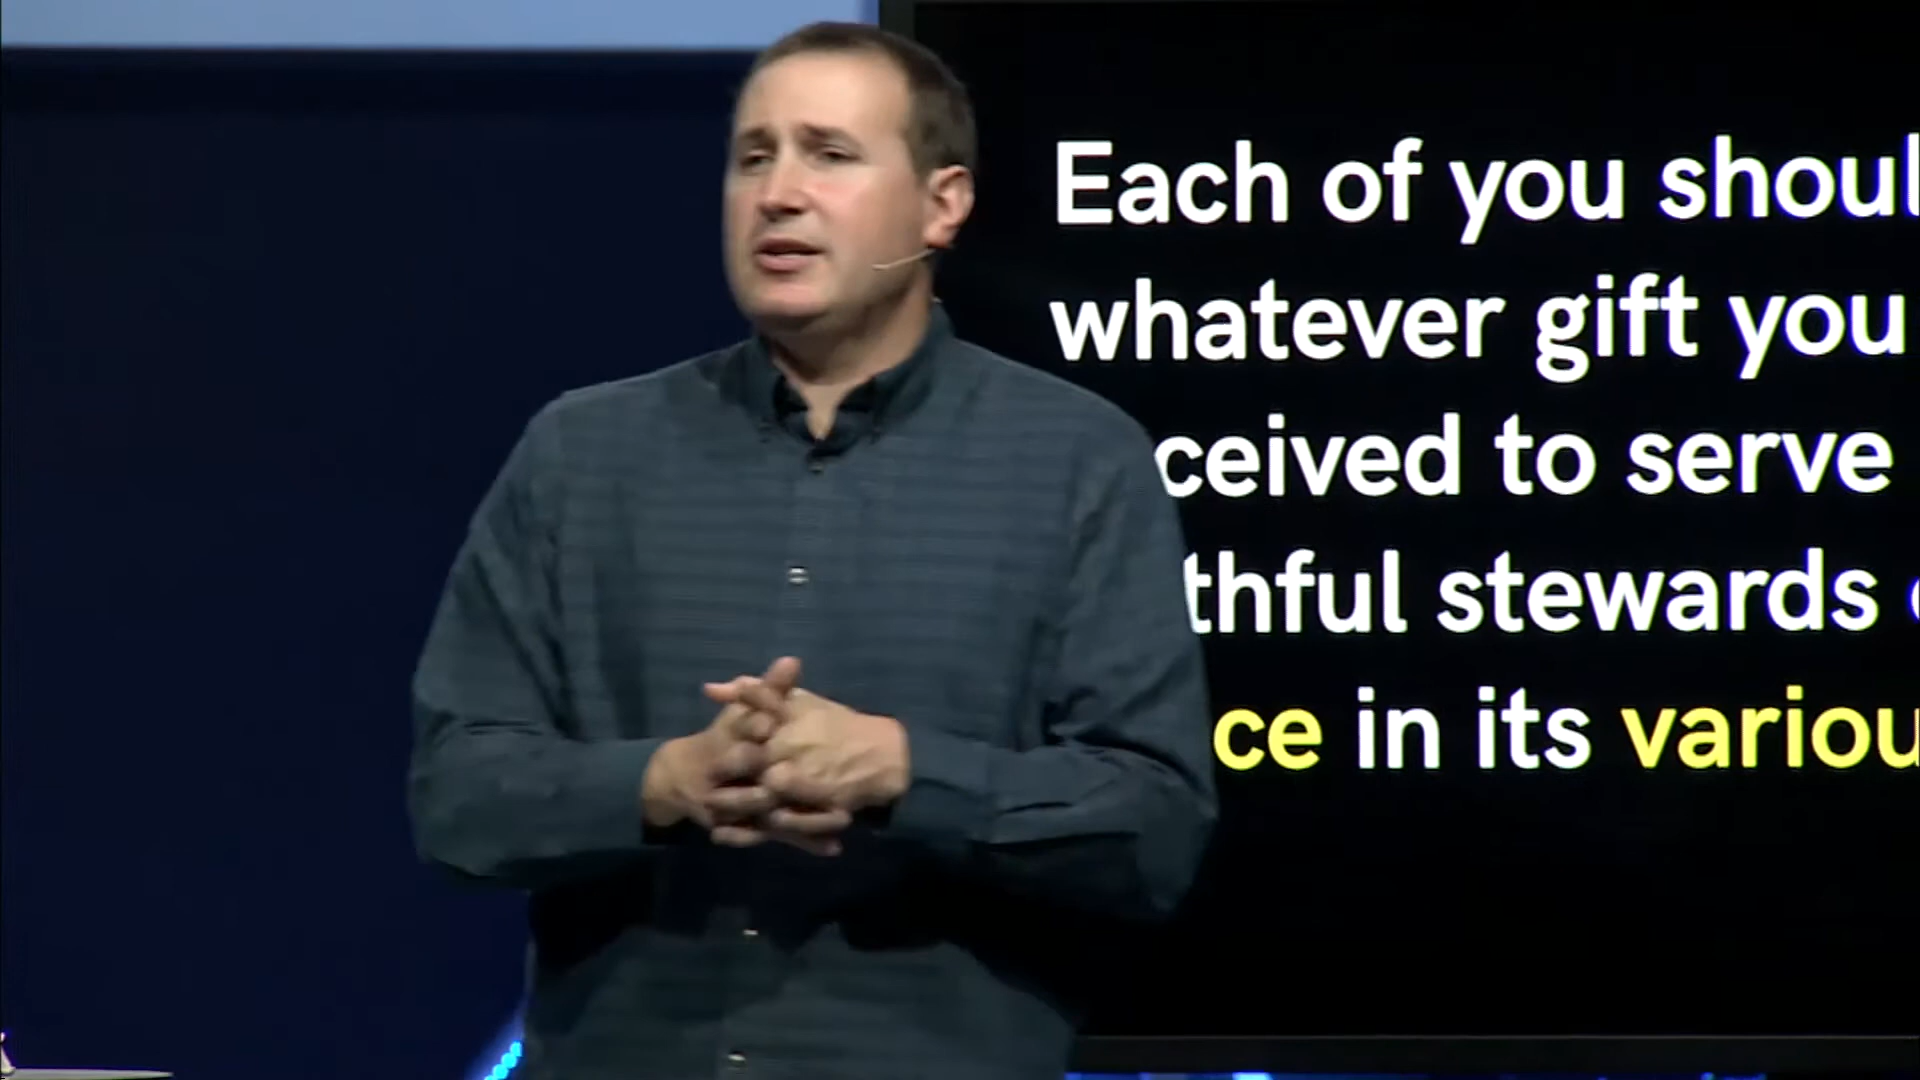 Each of you shoul
whatever gift you
ceived to serve
thful stewards
ce in its variou